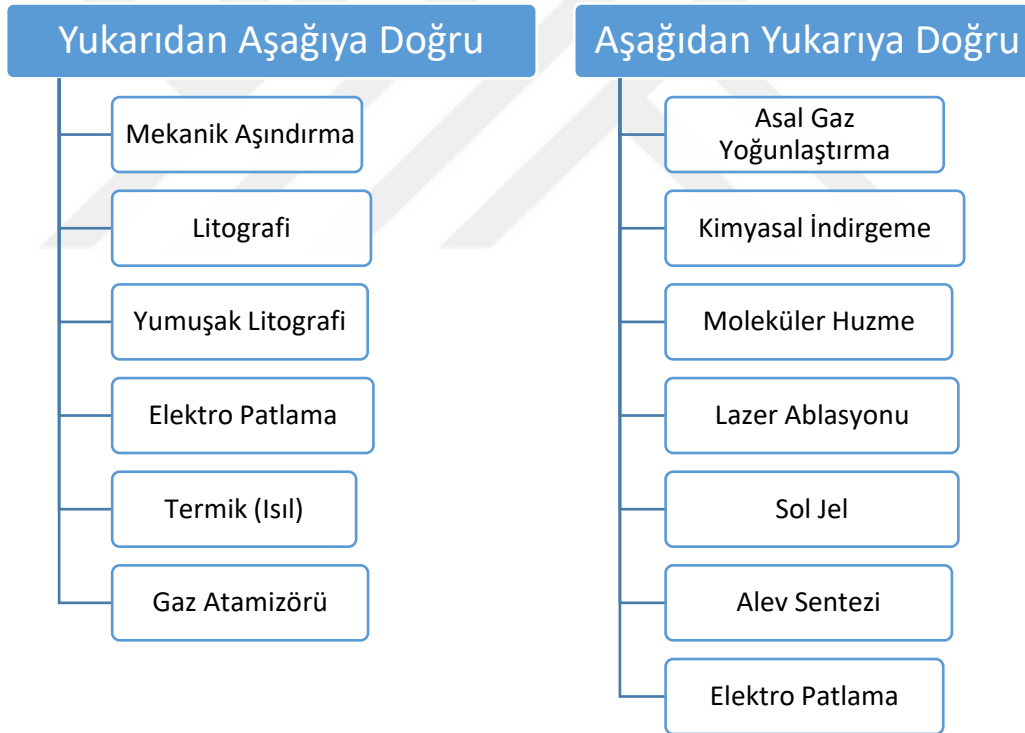 Yukarıdan Aşağıya Doğru
Mekanik Aşındırma
Litografi
Yumuşak Litografi
Elektro Patlama
Termik (Isıl)
Gaz Atamizörü
Aşağıdan Yukarıya Doğru
Asal Gaz
Yoğunlaştırma
Kimyasal İndirgeme
Moleküler Huzme
Lazer Ablasyonu
Sol Jel
Alev Sentezi
Elektro Patlama